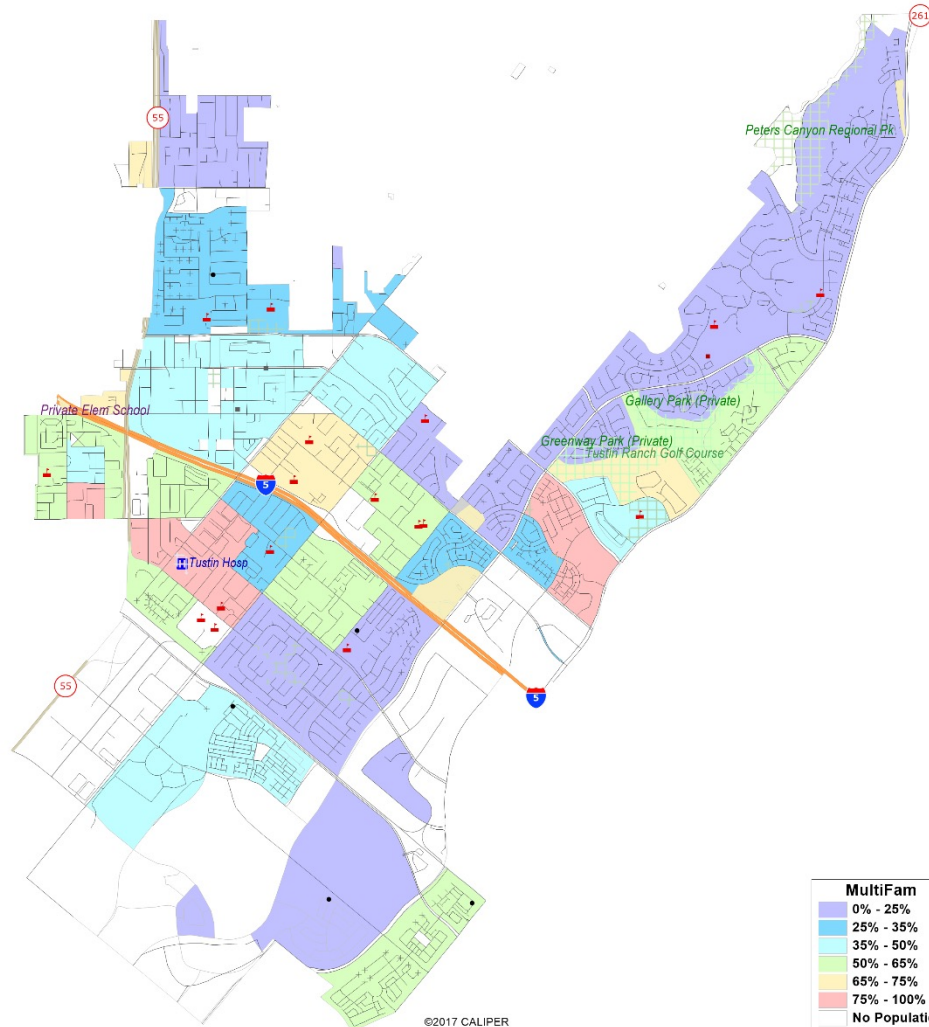 261
55
Peters Canyon Regional Pk
Private Elem School
Gallery Park (Private)
Greenway Park (Private)
Tustin Ranch Golf Course
5
H Tustin Hosp
55
5
MultiFam
0% - 25%
25% - 35%
35% - 50%
50% - 65%
65% - 75%
75% - 100%
No Populati
©2017 CALIPER